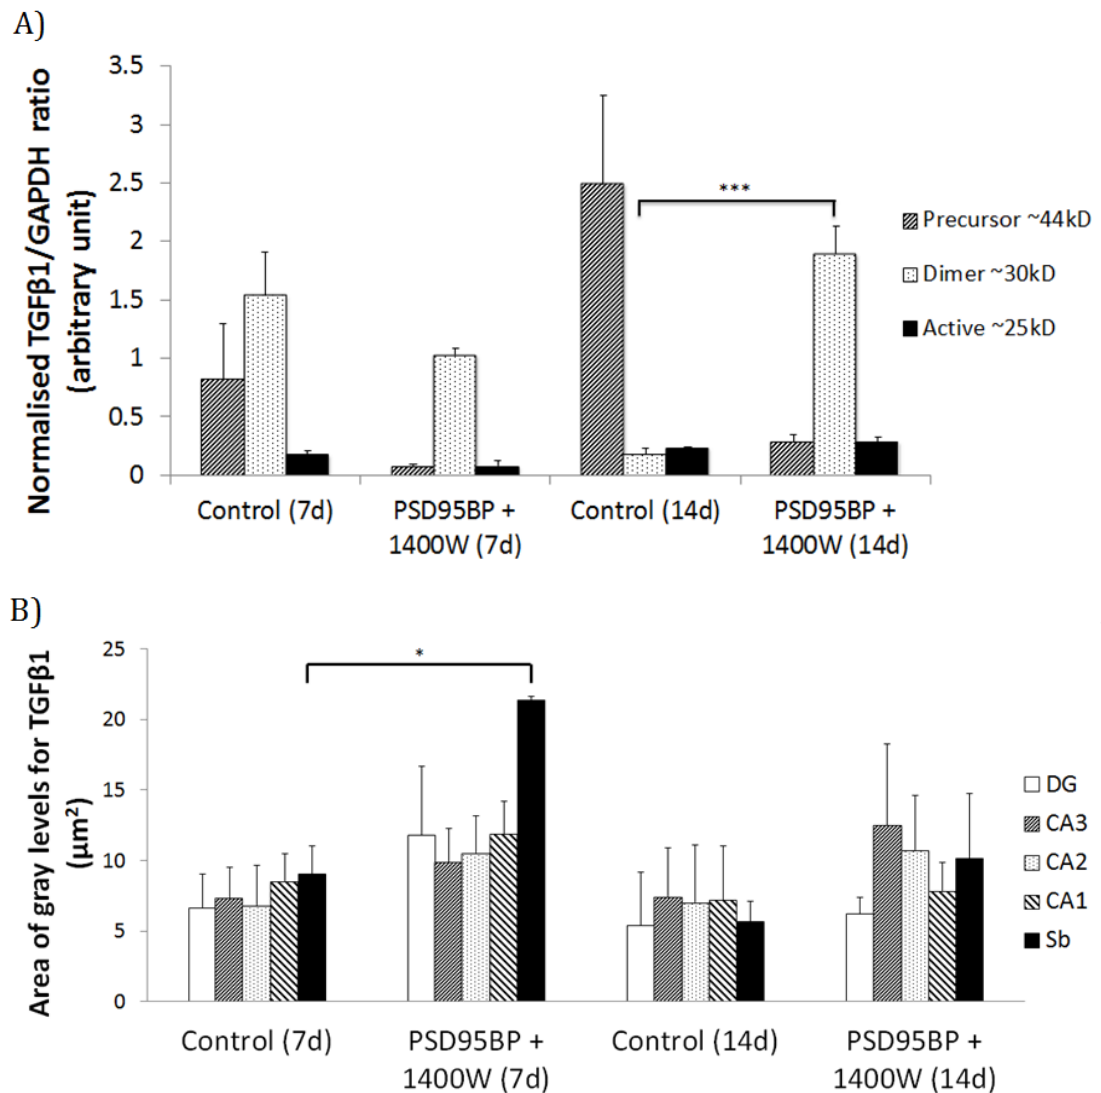 A)
Normalised TGFβ1/GAPDH ratio
(arbitrary unit)
3.5
3
2.5
2
1.5
1
0.5
0
***
Precursor ~44kD
Dimer ~30kD
Active ~25kD
Control (7d)
PSD95BP +
1400W (7d)
Control (14d)
PSD95BP +
1400W (14d)
B)
Area of gray levels for TGFβ1
(µm²)
25
20
15
10
5
0
*
DG
CA3
CA2
CA1
Sb
Control (7d)
PSD95BP +
1400W (7d)
Control (14d)
PSD95BP +
1400W (14d)